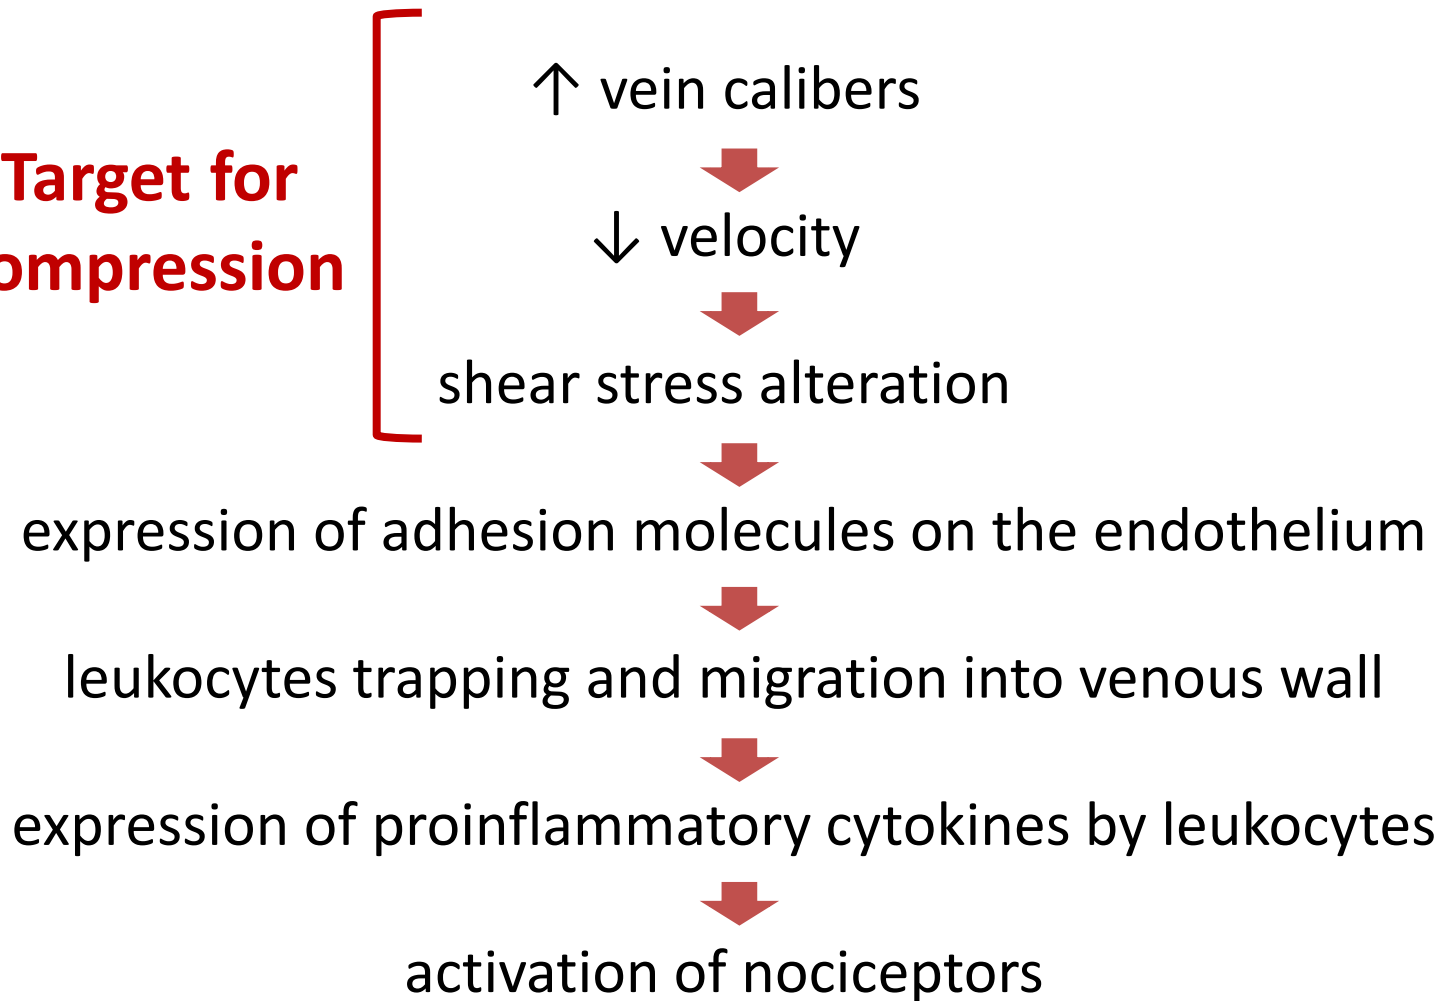 ↑ vein calibers
Target for
ompression
↓ velocity
shear stress alteration
expression of adhesion molecules on the endothelium
leukocytes trapping and migration into venous wall
expression of proinflammatory cytokines by leukocytes
activation of nociceptors